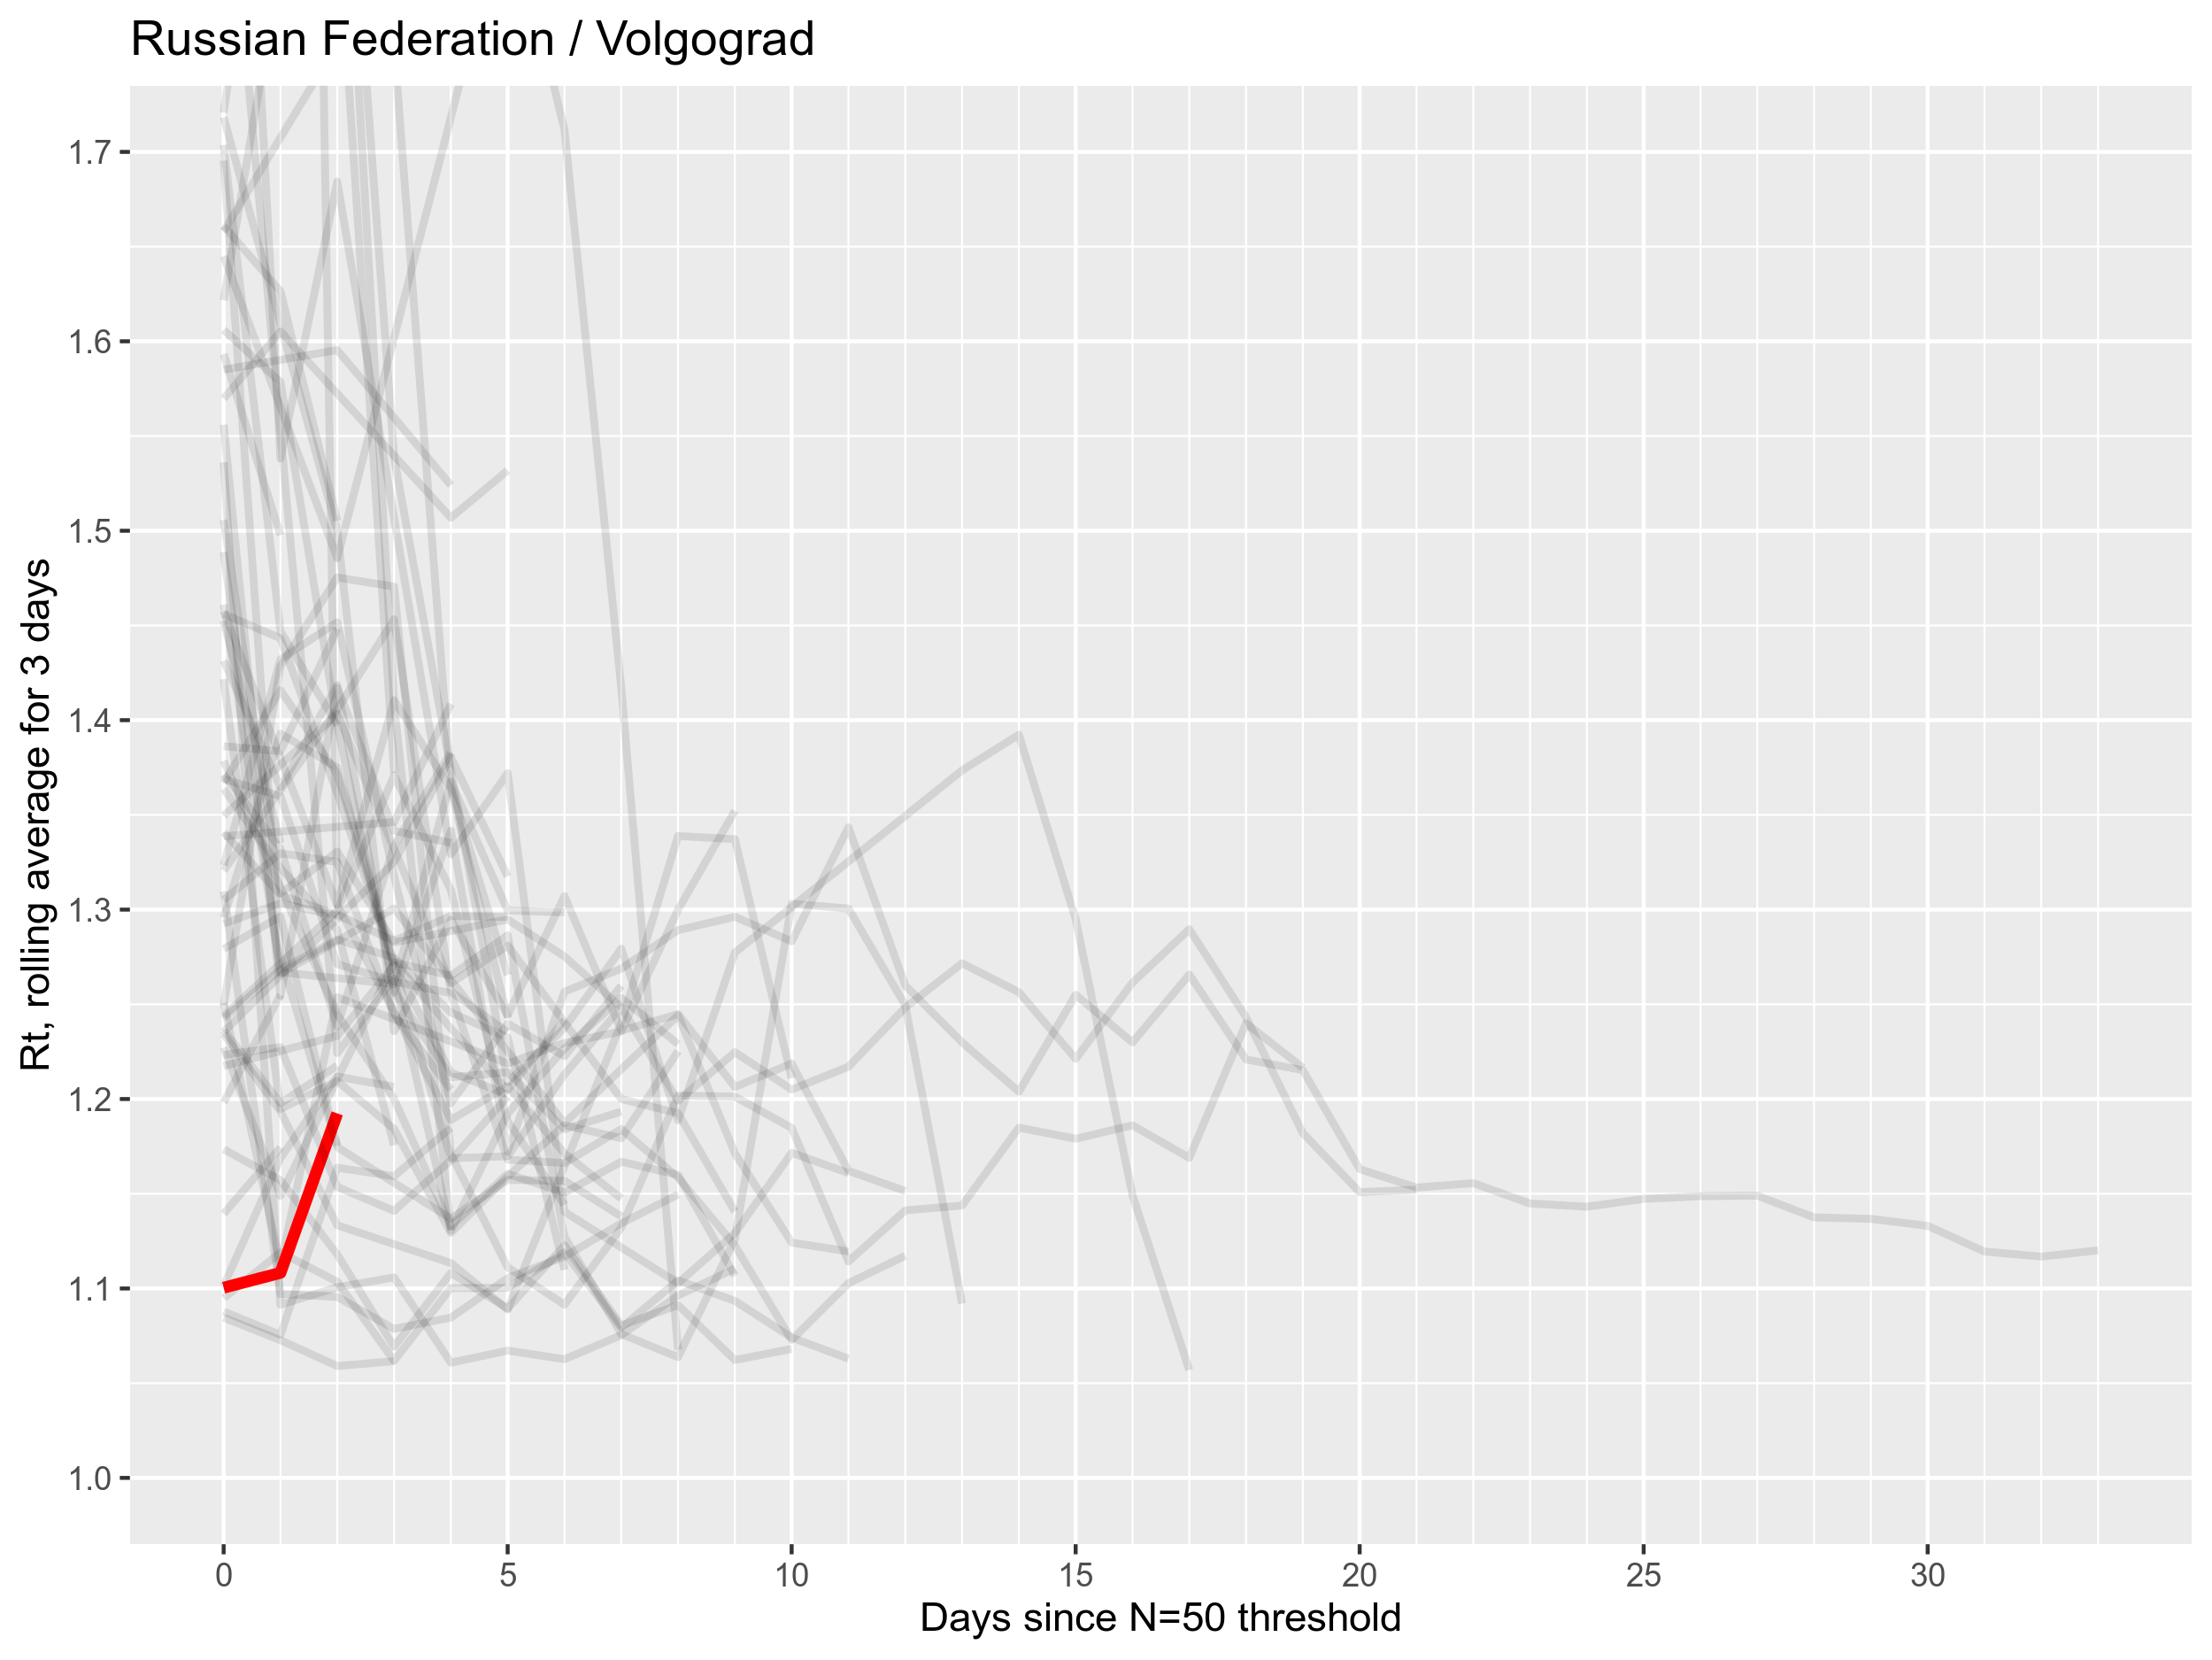 Russian Federation / Volgograd
Rt, rolling average for 3 days
1.7
1.6
1.5
1.4
1.3
1.2
1.1
1.0
0 5 10 15 20 25 30
Days since N=50 threshold